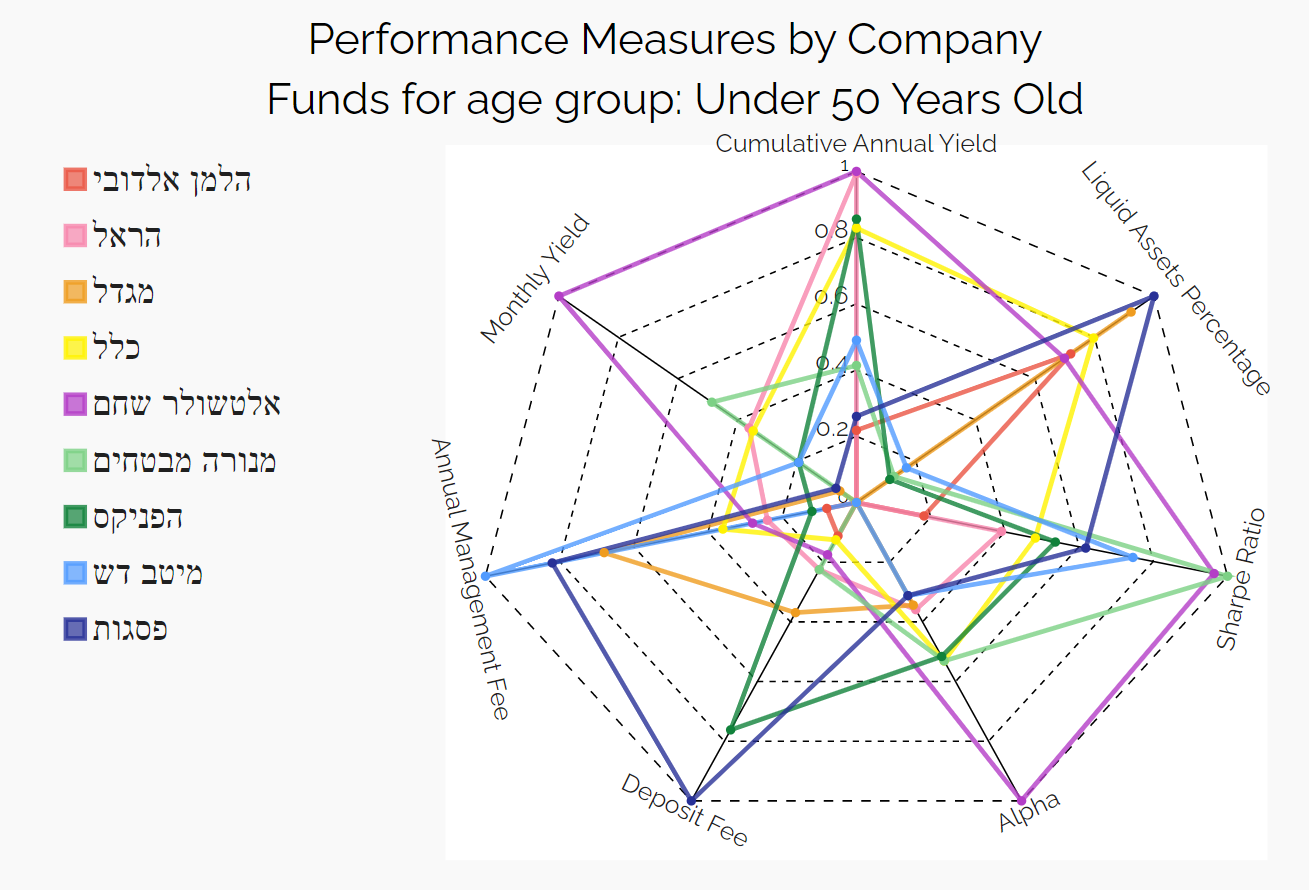 Performance Measures by Company
Funds for age group: Under 50 Years Old
הלמן אלדובי
הראל
מגדל
כלל
אלטשולר שחם
מנורה מבטחים
הפניקס
מיטב דש
פסגות
Cumulative Annual Yield
Liquid Assets Percentage
Sharpe Ratio
Alpha
Deposit Fee
Annual Management Fee
Monthly Yield
1
0.8
0.6
0.4
0.2
0